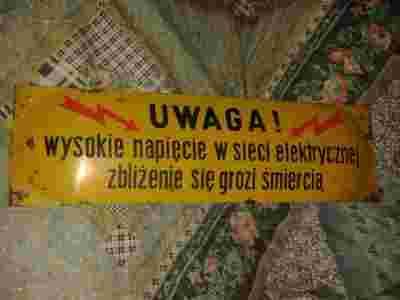 UWAGA!
wysokie napięcie w sieci elektrycznej
zbliżenie się grozi śmiercią